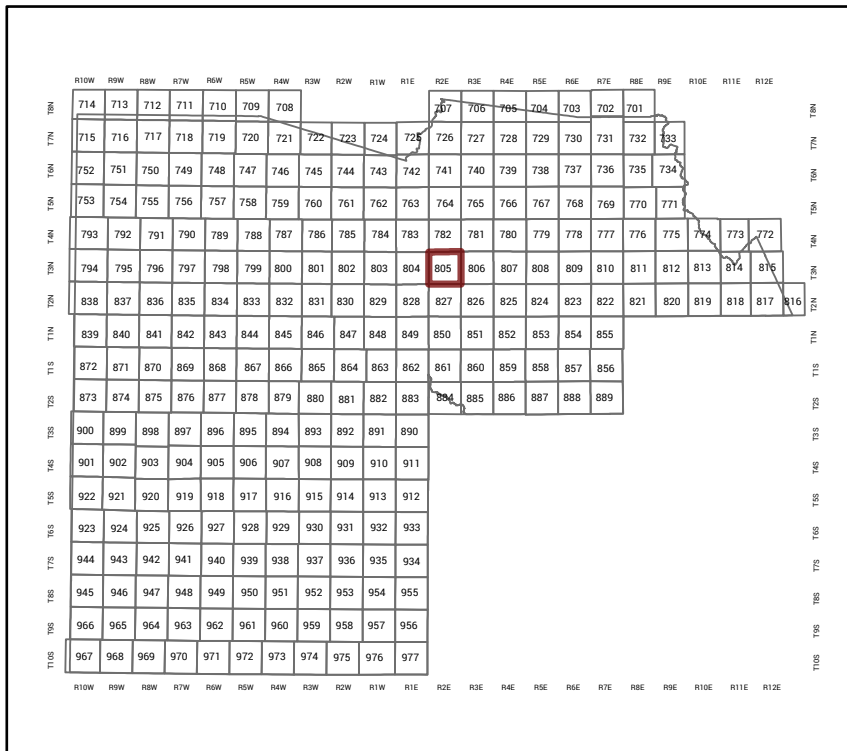 R10W R9W R8W R7W R6W R5W R4W R3W R2W R1W R1E R2E R3E R4E R5E R6E R7E R8E R9E R10E R11E R12E
T8N 714 713 712 711 710 709 708 707 706 705 704 703 702 701 T8N
T7N 715 716 717 718 719 720 721 722 723 724 725 726 727 728 729 730 731 732 733 T7N
T6N 752 751 750 749 748 747 746 745 744 743 742 741 740 739 738 737 736 735 734 T6N
T5N 753 754 755 756 757 758 759 760 761 762 763 764 765 766 767 768 769 770 771 T5N
T4N 793 792 791 790 789 788 787 786 785 784 783 782 781 780 779 778 777 776 775 774 773 772 T4N
T3N 794 795 796 797 798 799 800 801 802 803 804 805 806 807 808 809 810 811 812 813 814 815 T3N
T2N 838 837 836 835 834 833 832 831 830 829 828 827 826 825 824 823 822 821 820 819 818 817 816 T2N
T1N 839 840 841 842 843 844 845 846 847 848 849 850 851 852 853 854 855 T1N
T1S 872 871 870 869 868 867 866 865 864 863 862 861 860 859 858 857 856 T1S
T2S 873 874 875 876 877 878 879 880 881 882 883 884 885 886 887 888 889 T2S
T3S 900 899 898 897 896 895 894 893 892 891 890 T3S
T4S 901 902 903 904 905 906 907 908 909 910 911 T4S
T5S 922 921 920 919 918 917 916 915 914 913 912 T5S
T6S 923 924 925 926 927 928 929 930 931 932 933 T6S
T7S 944 943 942 941 940 939 938 937 936 935 934 T7S
T8S 945 946 947 948 949 950 951 952 953 954 955 T8S
T9S 966 965 964 963 962 961 960 959 958 957 956 T9S
T10S 967 968 969 970 971 972 973 974 975 976 977 T10S
R10W R9W R8W R7W R6W R5W R4W R3W R2W R1W R1E R2E R3E R4E R5E R6E R7E R8E R9E R10E R11E R12E